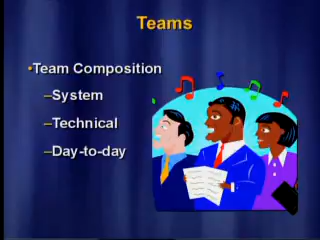 Teams
•Team Composition
–System
–Technical
–Day-to-day